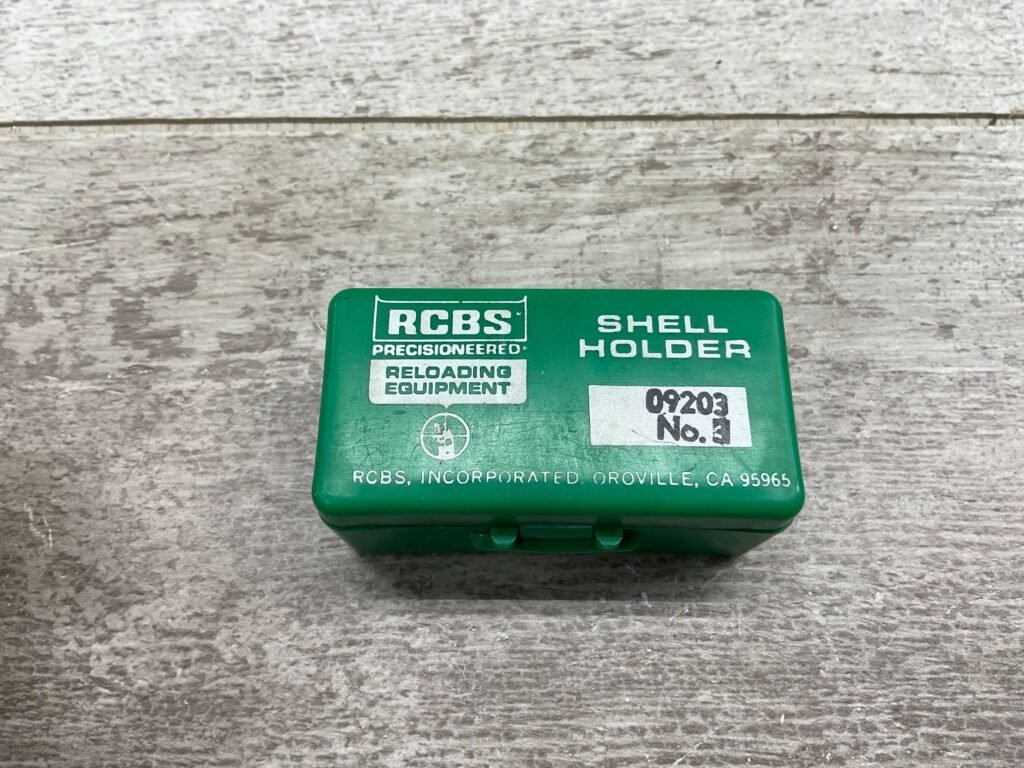 RCBS
PRECISIONEERED
RELOADING
EQUIPMENT
SHELL
HOLDER
09203
No. 3
RCBS, INCORPORATED, OROVILLE, CA 95965